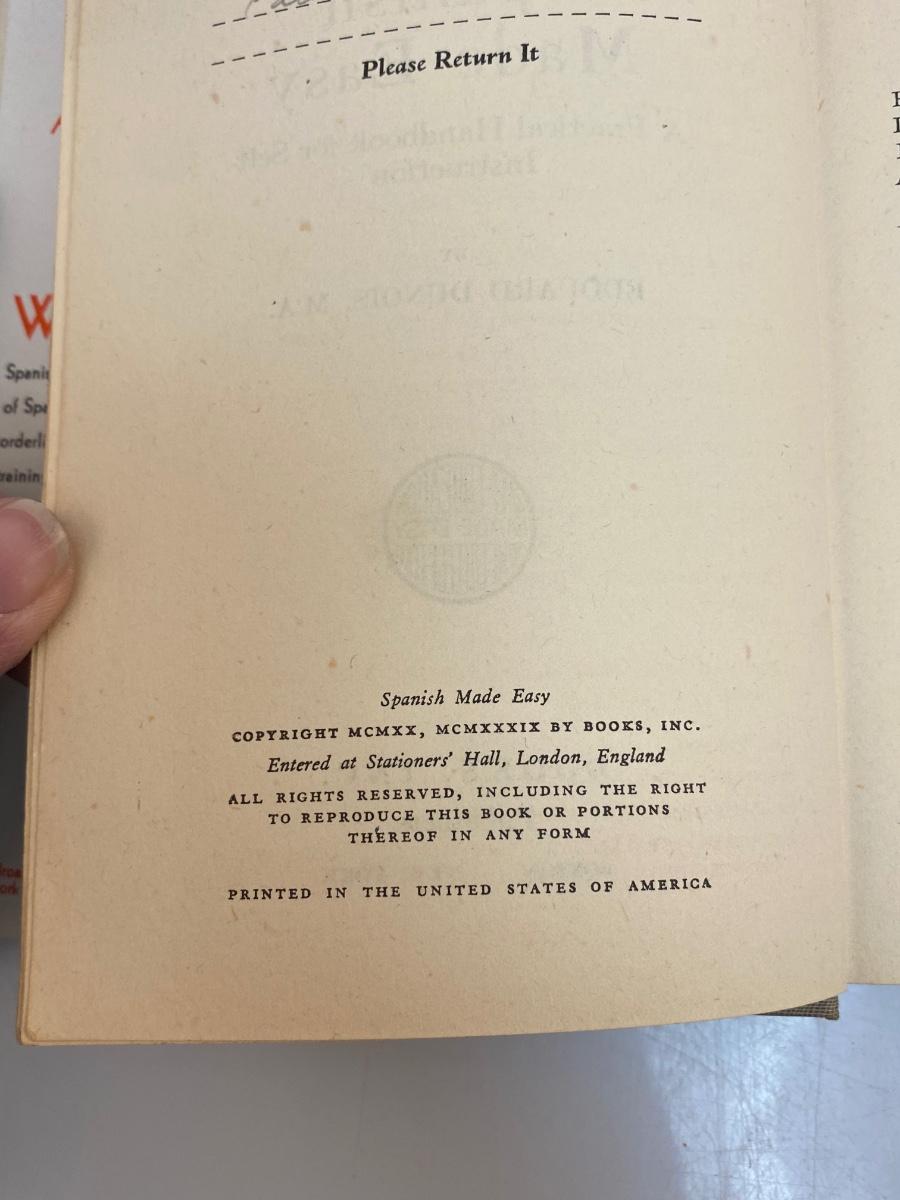 Please Return It
Spanish Made Easy
COPYRIGHT MCMXX, MCMXXXIX BY BOOKS, INC.
Entered at Stationers' Hall, London, England
ALL RIGHTS RESERVED, INCLUDING THE RIGHT
TO REPRODUCE THIS BOOK OR PORTIONS
THEREOF IN ANY FORM
PRINTED IN THE UNITED STATES OF AMERICA
W
of